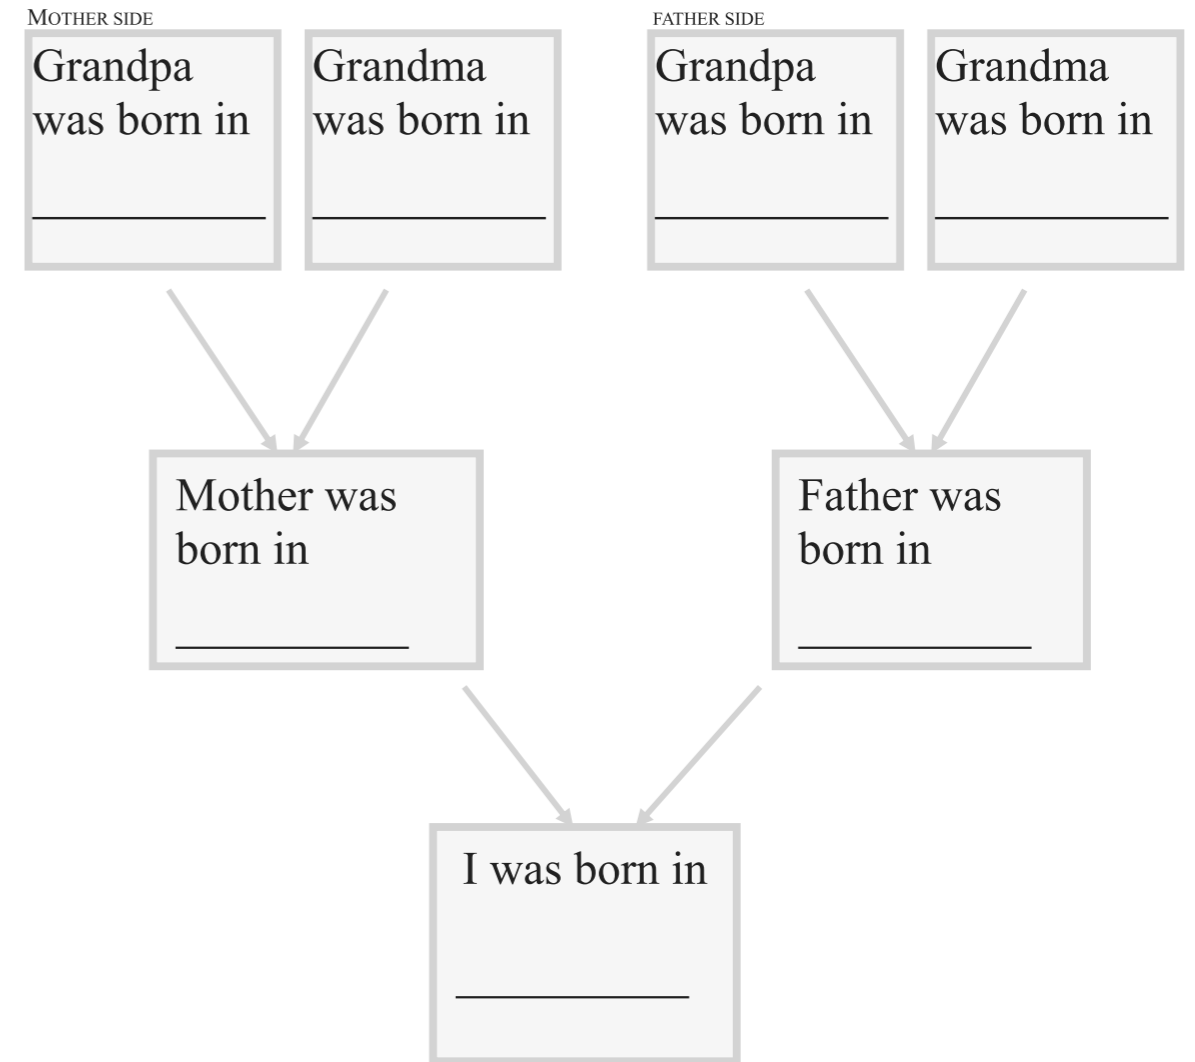 MOTHER SIDE
Grandpa
was born in
Grandma
was born in
FATHER SIDE
Grandpa
was born in
Grandma
was born in
Mother was
born in
Father was
born in
I was born in